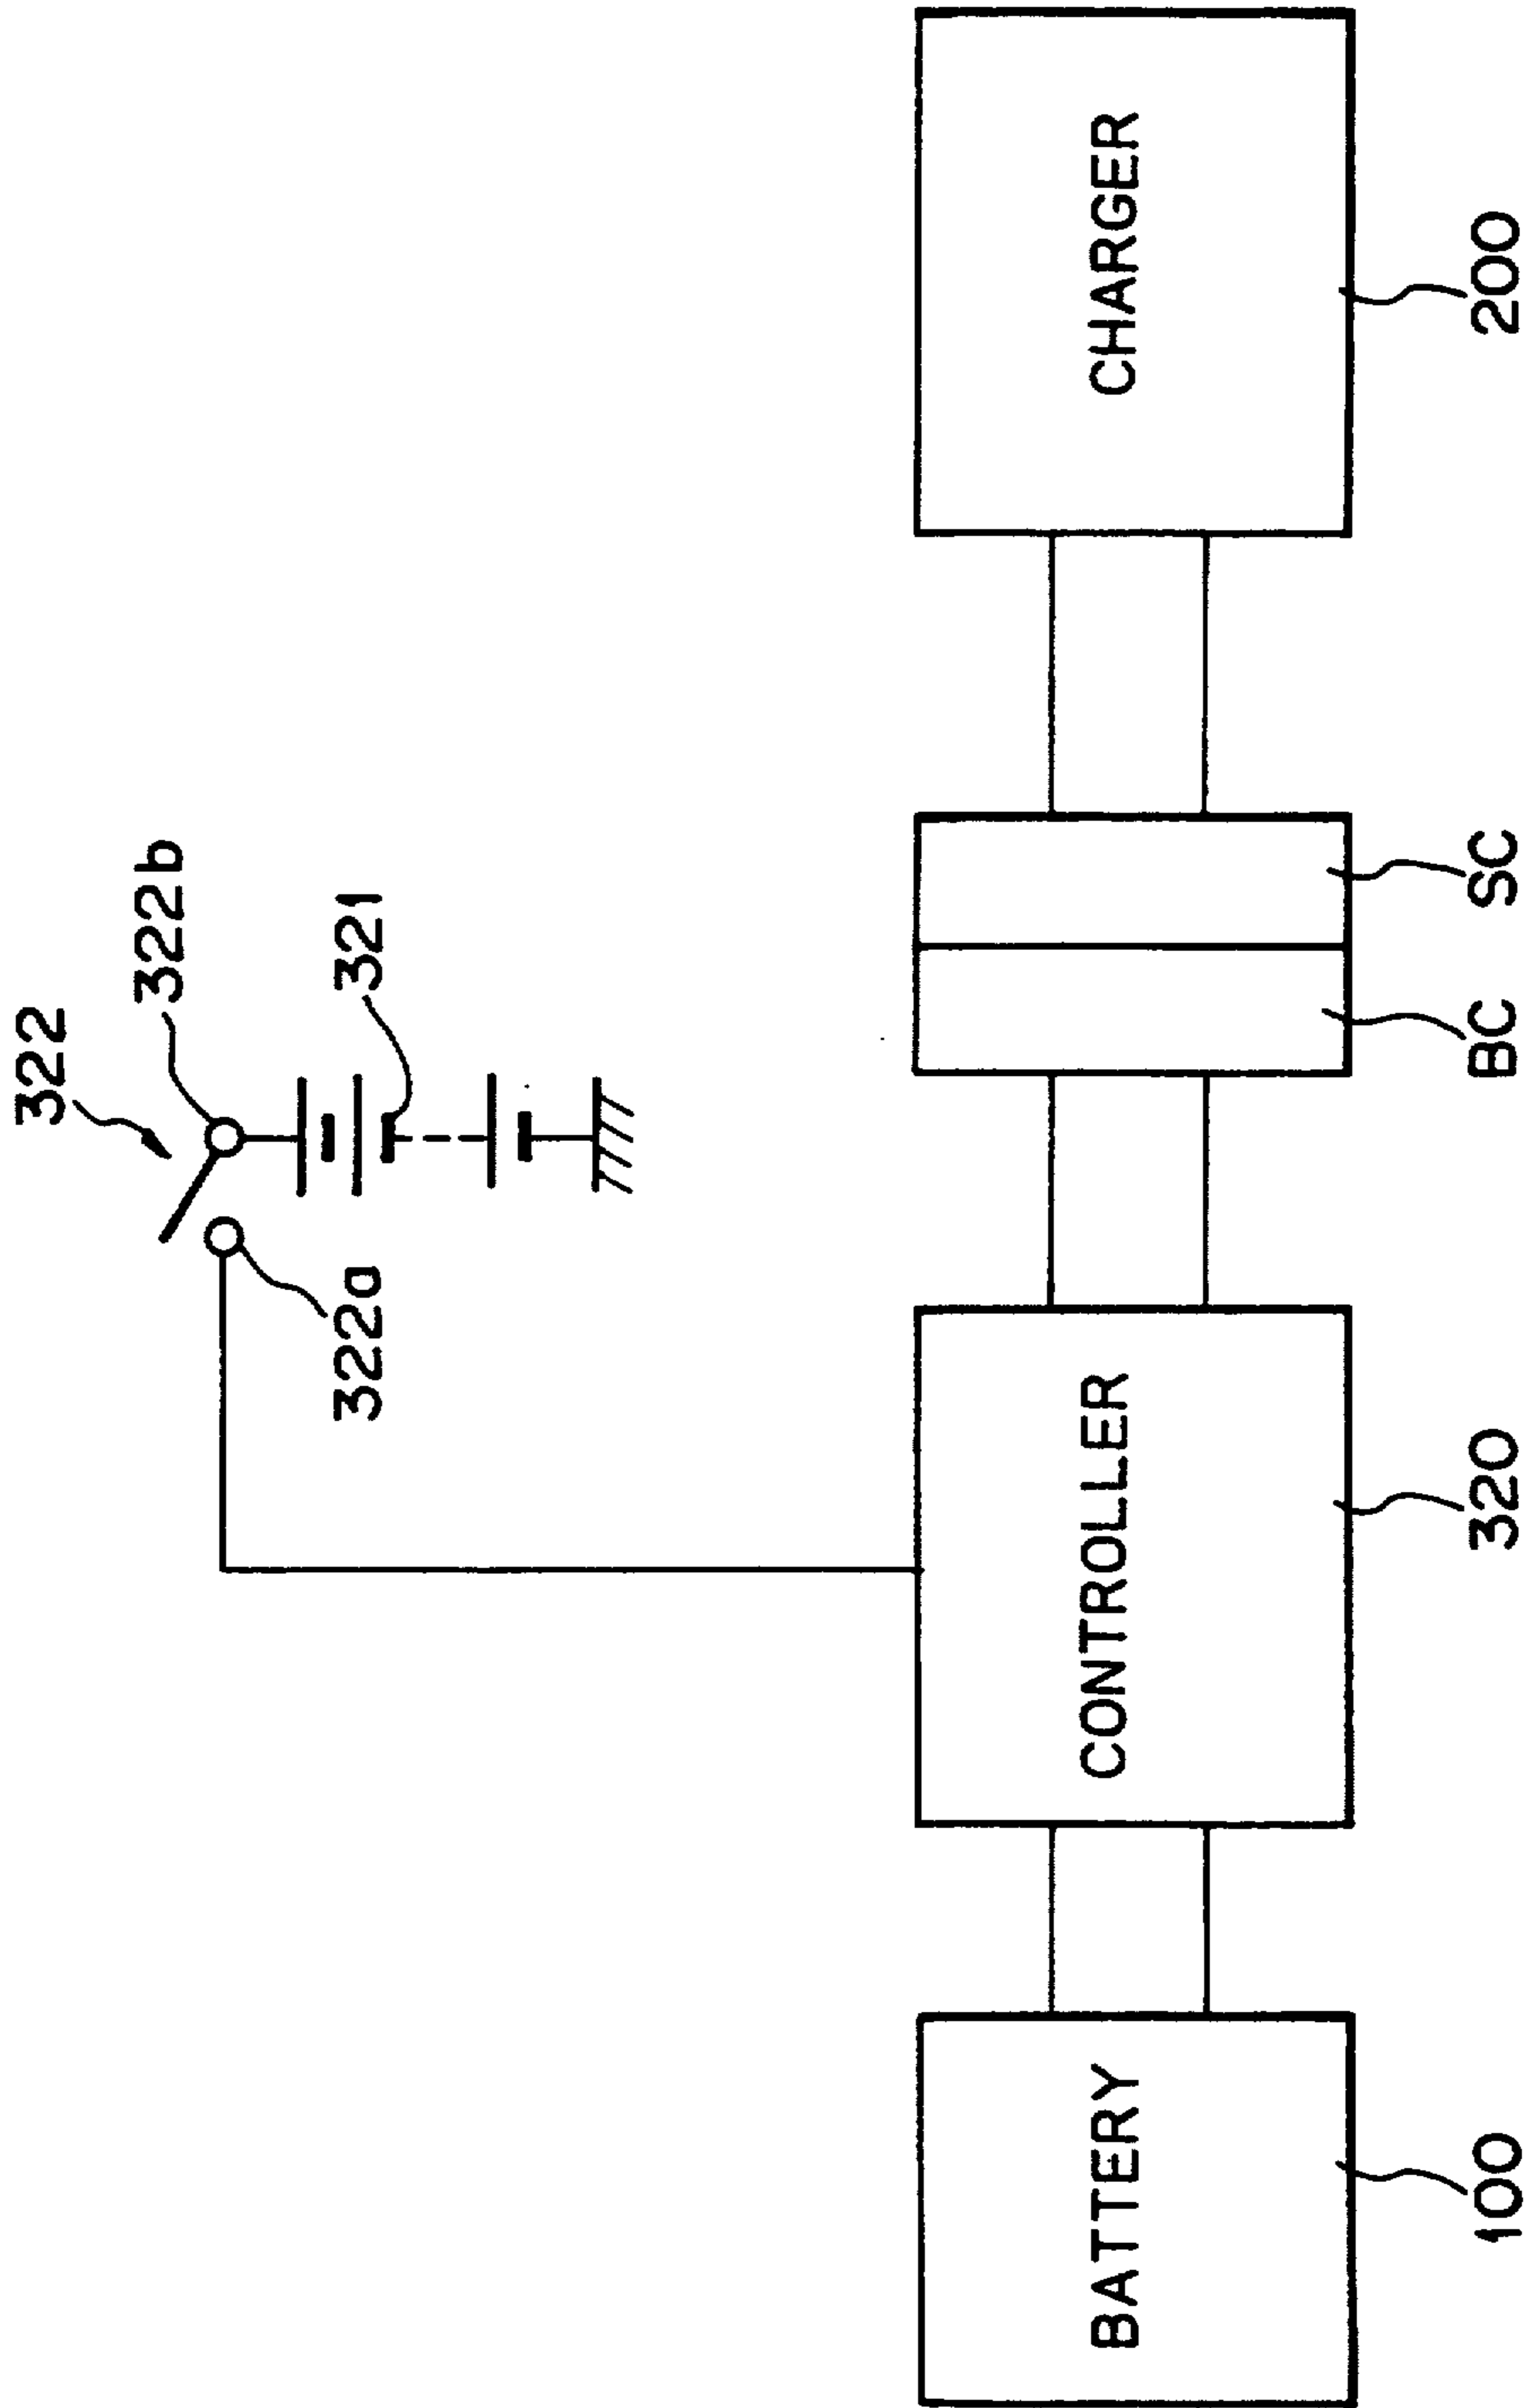 322
322b
322a
321
BATTERY
CONTROLLER
CHARGER
100
320
BC
SC
200